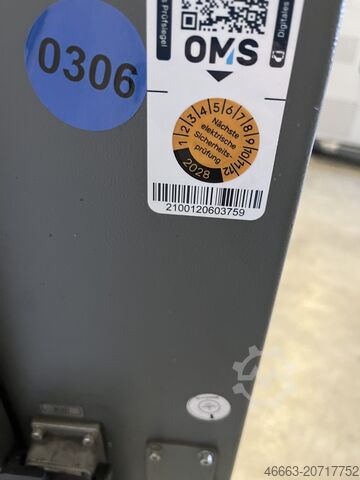 Prüfsiegel
Digitales
OMS
0306
1 2 3 4 5 6 7 8 9 10 11 12
Nächste
elektrische
Sicherheits-
prüfung
2028
2100120603759
46663-20717752